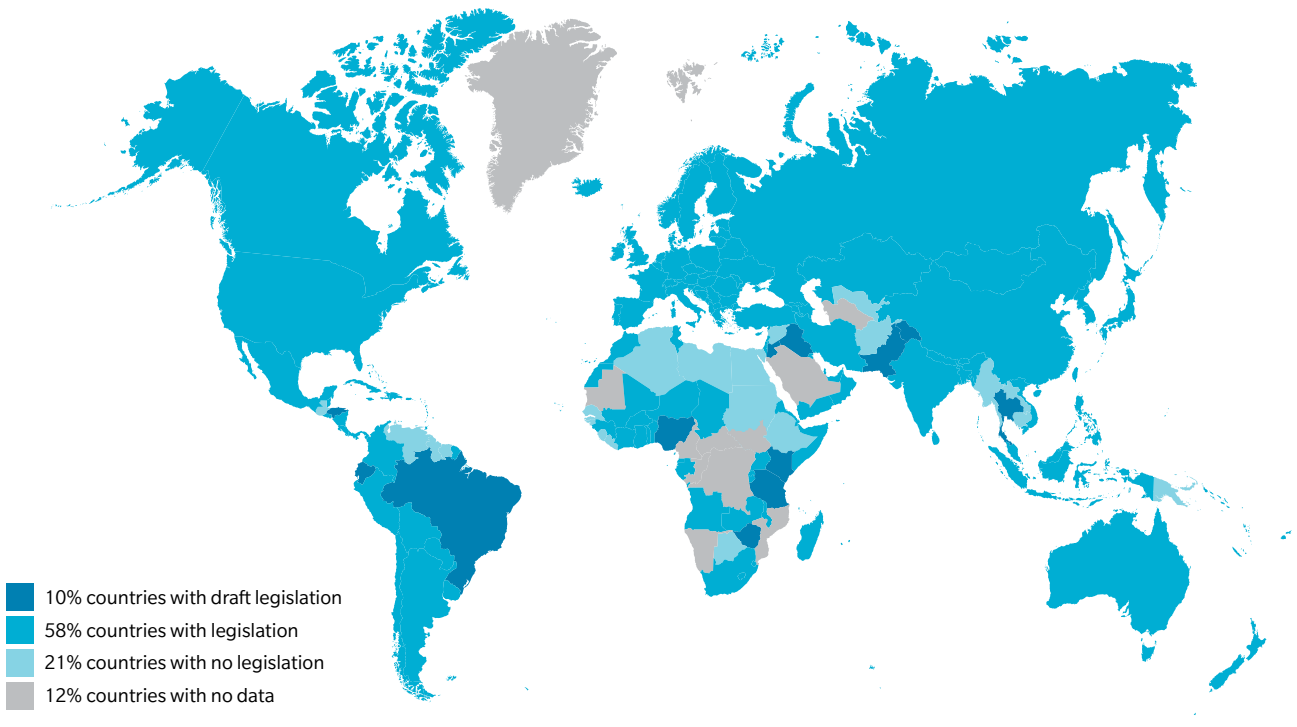 10% countries with draft legislation
58% countries with legislation
21% countries with no legislation
12% countries with no data